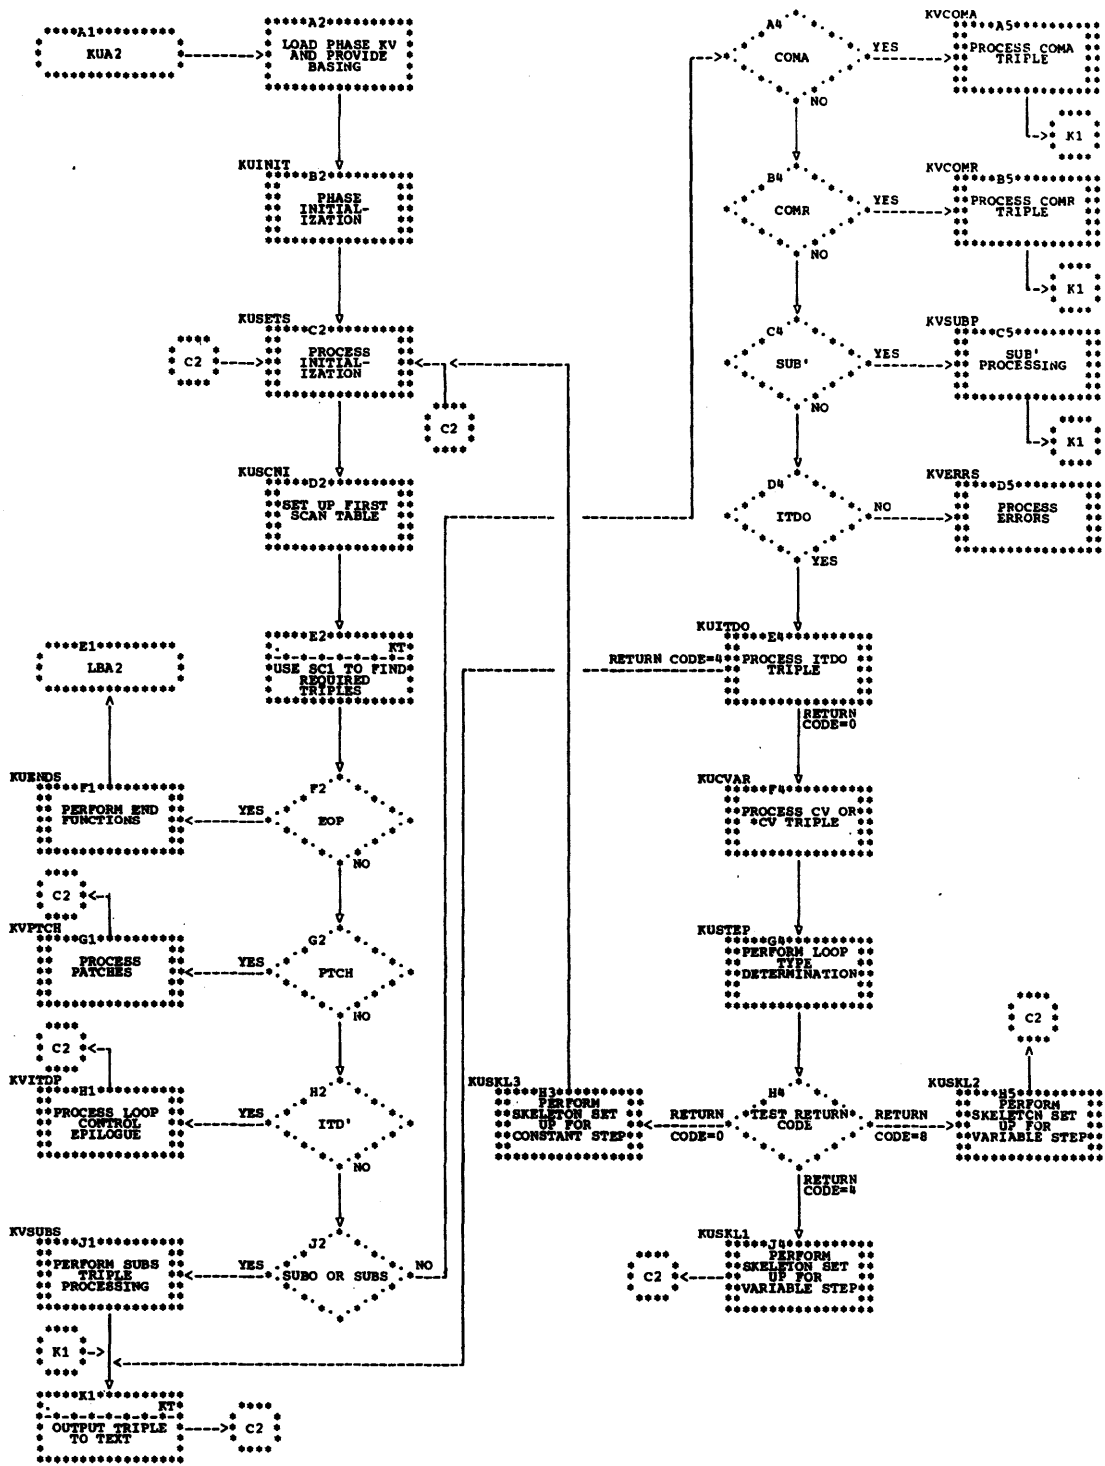 A1
KUA2
A2
LOAD PHASE KV
AND PROVIDE
BASING
KUINIT
B2
PHASE
INITIAL-
IZATION
KUSETS
C2
PROCESS
INITIAL-
IZATION
C2
C2
KUSCNI
D2
SET UP FIRST
SCAN TABLE
E1
LBA2
E2
KT
USE SC1 TO FIND
REQUIRED
TRIPLES
KUENDS
F1
PERFORM END
FUNCTIONS
YES
F2
EOP
NO
C2
KVPTCH
G1
PROCESS
PATCHES
YES
G2
PTCH
NO
C2
KVITDP
H1
PROCESS LOOP
CONTROL
EPILOGUE
YES
H2
ITD'
NO
KVSUBS
J1
PERFORM SUBS
TRIPLE
PROCESSING
YES
J2
SUBO OR SUBS
NO
K1
K1
KT
OUTPUT TRIPLE
TO TEXT
C2
A4
COMA
YES
NO
KVCOMA
A5
PROCESS COMA
TRIPLE
K1
B4
COMR
YES
NO
KVCOMR
B5
PROCESS COMR
TRIPLE
K1
C4
SUB'
YES
NO
KVSUBP
C5
SUB'
PROCESSING
K1
D4
ITDO
NO
YES
KVERRS
D5
PROCESS
ERRORS
KUITDO
E4
RETURN CODE=4
PROCESS ITDO
TRIPLE
RETURN
CODE=0
KUCVAR
F4
PROCESS CV OR
*CV TRIPLE
KUSTEP
G4
PERFORM LOOP
TYPE
DETERMINATION
KUSKL3
H3
PERFORM
SKELETON SET
UP FOR
CONSTANT STEP
RETURN
CODE=0
H4
TEST RETURN
CODE
RETURN
CODE=8
C2
KUSKL2
H5
PERFORM
SKELETON SET
UP FOR
VARIABLE STEP
RETURN
CODE=4
KUSKL1
J4
PERFORM
SKELETON SET
UP FOR
VARIABLE STEP
C2